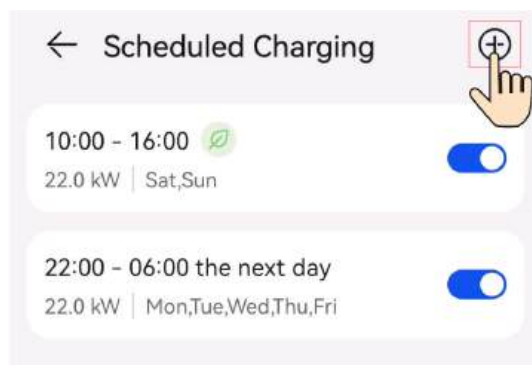 Scheduled Charging
10:00 - 16:00
22.0 kW | Sat,Sun
22:00 - 06:00 the next day
22.0 kW | Mon,Tue,Wed,Thu,Fri